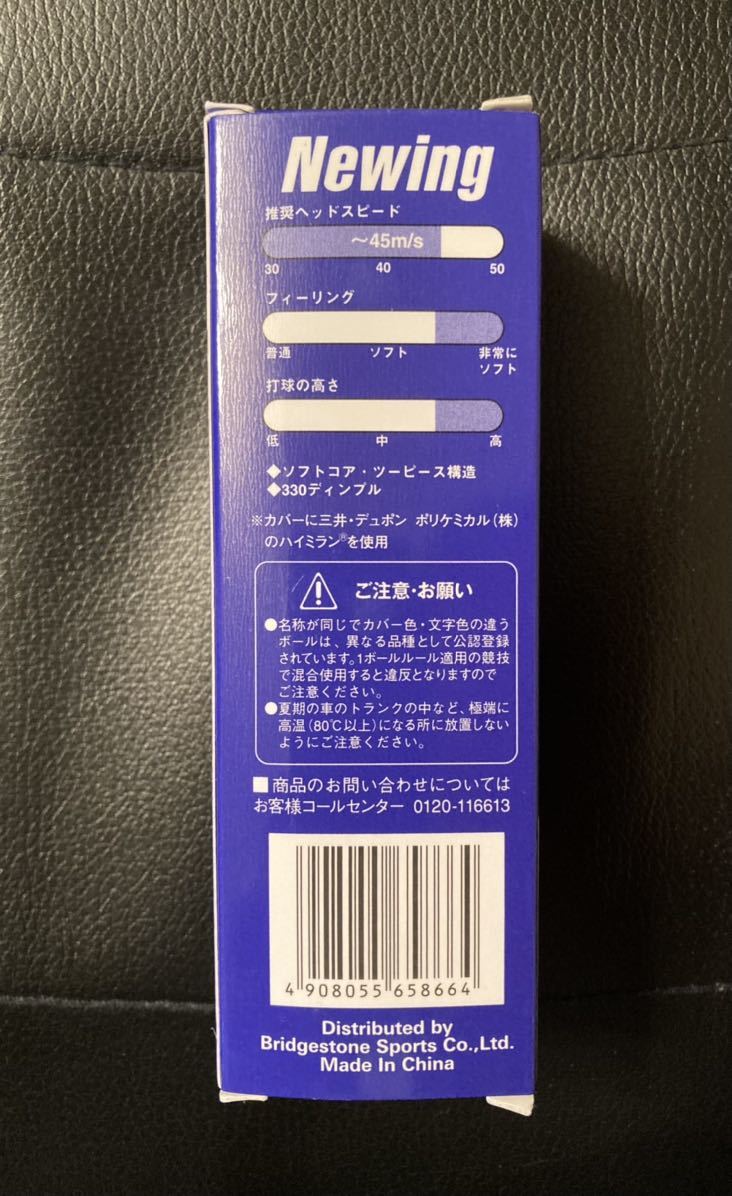 Newing
推奨ヘッドスピード
～45m/s
30 40 50
フィーリング
普通 ソフト 非常に
ソフト
打球の高さ
低 中 高
◆ソフトコア・ツーピース構造
◆330ディンプル
※カバーに三井・デュポン ポリケミカル（株）
のハイミラン®を使用
ご注意・お願い
●名称が同じでカバー色・文字色の違う
ボールは、異なる品種として公認登録
されています。1ボールルール適用の競技
で混合使用すると違反となりますので
ご注意ください。
●夏期の車のトランクの中など、極端に
高温（80℃以上）になる所に放置しない
ようにご注意ください。
■商品のお問い合わせについては
お客様コールセンター 0120-116613
4 908055 658664
Distributed by
Bridgestone Sports Co.,Ltd.
Made In China